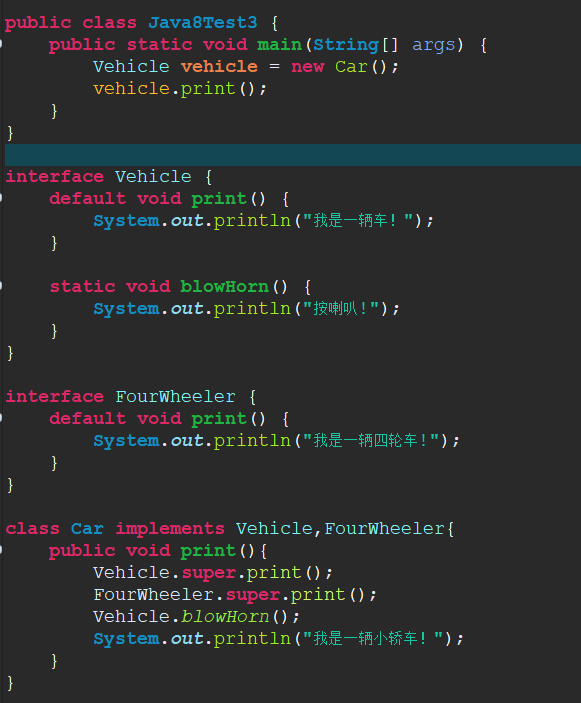 public class Java8Test3 {
    public static void main(String[] args) {
        Vehicle vehicle = new Car();
        vehicle.print();
    }
}
interface Vehicle {
    default void print() {
        System.out.println("我是一辆车！");
    }
    static void blowHorn() {
        System.out.println("按喇叭！");
    }
}
interface FourWheeler {
    default void print() {
        System.out.println("我是一辆四轮车！");
    }
}
class Car implements Vehicle,FourWheeler{
    public void print(){
        Vehicle.super.print();
        FourWheeler.super.print();
        Vehicle.blowHorn();
        System.out.println("我是一辆小轿车！");
    }
}